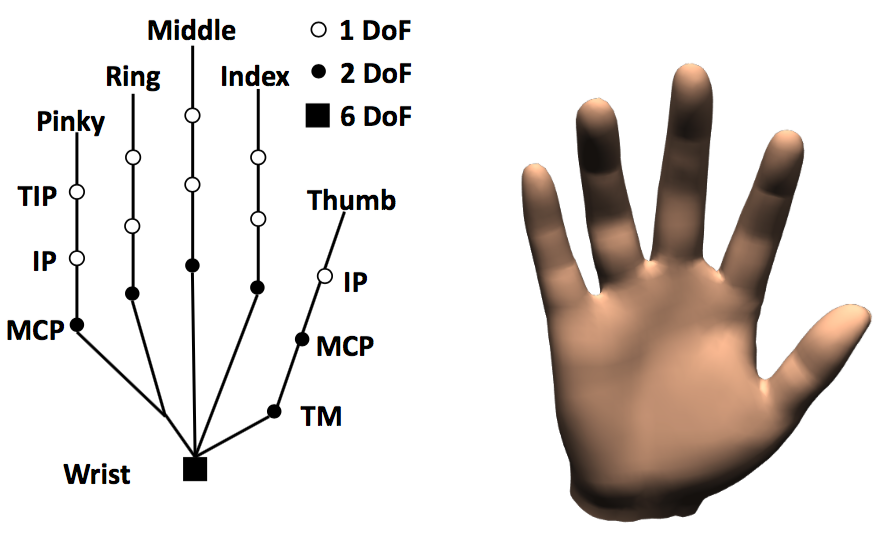 Middle
1 DoF
Ring
Index
2 DoF
Pinky
6 DoF
TIP
Thumb
IP
IP
MCP
MCP
TM
Wrist